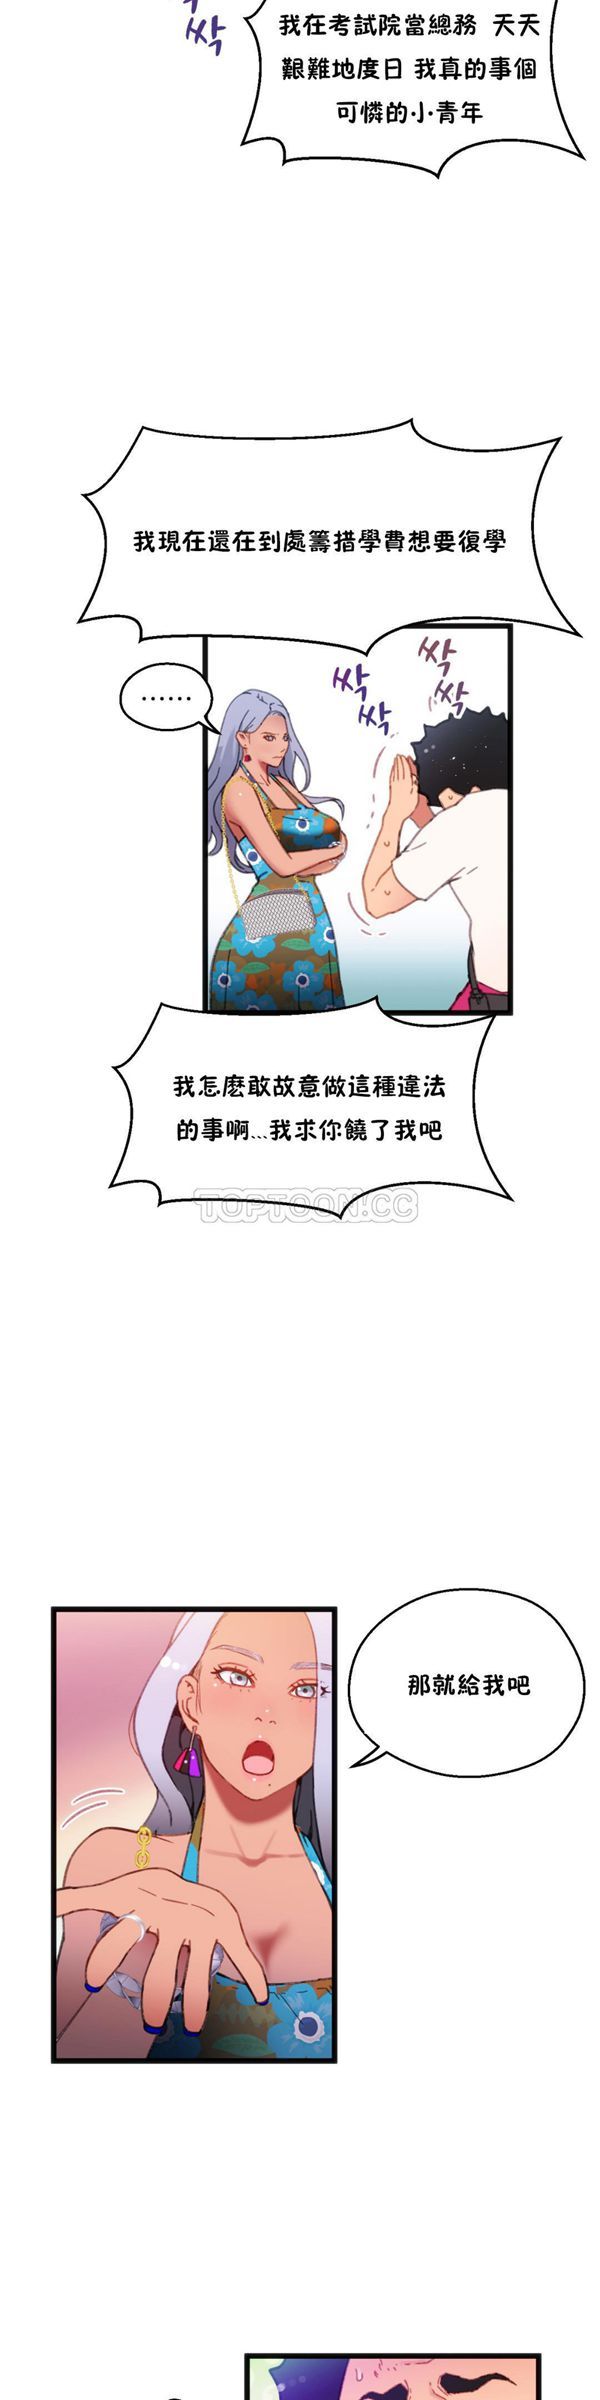 싹
싹
我在考試院當總務 天天
艱難地度日 我真的事個
可憐的小青年
我現在還在到處籌措學費想要復學
......
싹
싹
싹
싹
我怎麼敢故意做這種違法
的事啊...我求你饒了我吧
TOPTOON.CC
那就給我吧